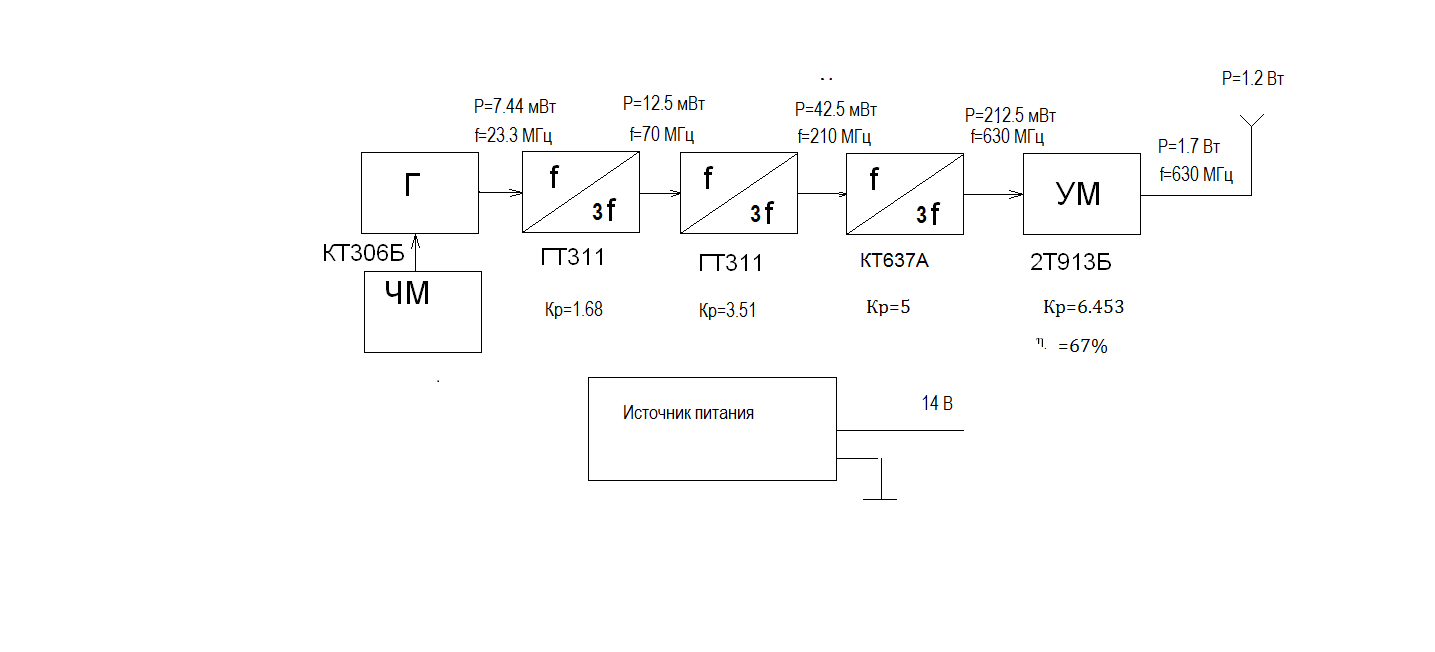 P=1.2 Вт
P=7.44 мВт
f=23.3 МГц
P=12.5 мВт
f=70 МГц
P=42.5 мВт
f=210 МГц
P=212.5 мВт
f=630 МГц
P=1.7 Вт
f=630 МГц
Г
f
3f
f
3f
f
3f
УМ
КТ306Б
ЧМ
ГТ311
ГТ311
КТ637А
2Т913Б
Кр=1.68
Кр=3.51
Кр=5
Кр=6.453
η. =67%
Источник питания
14 В